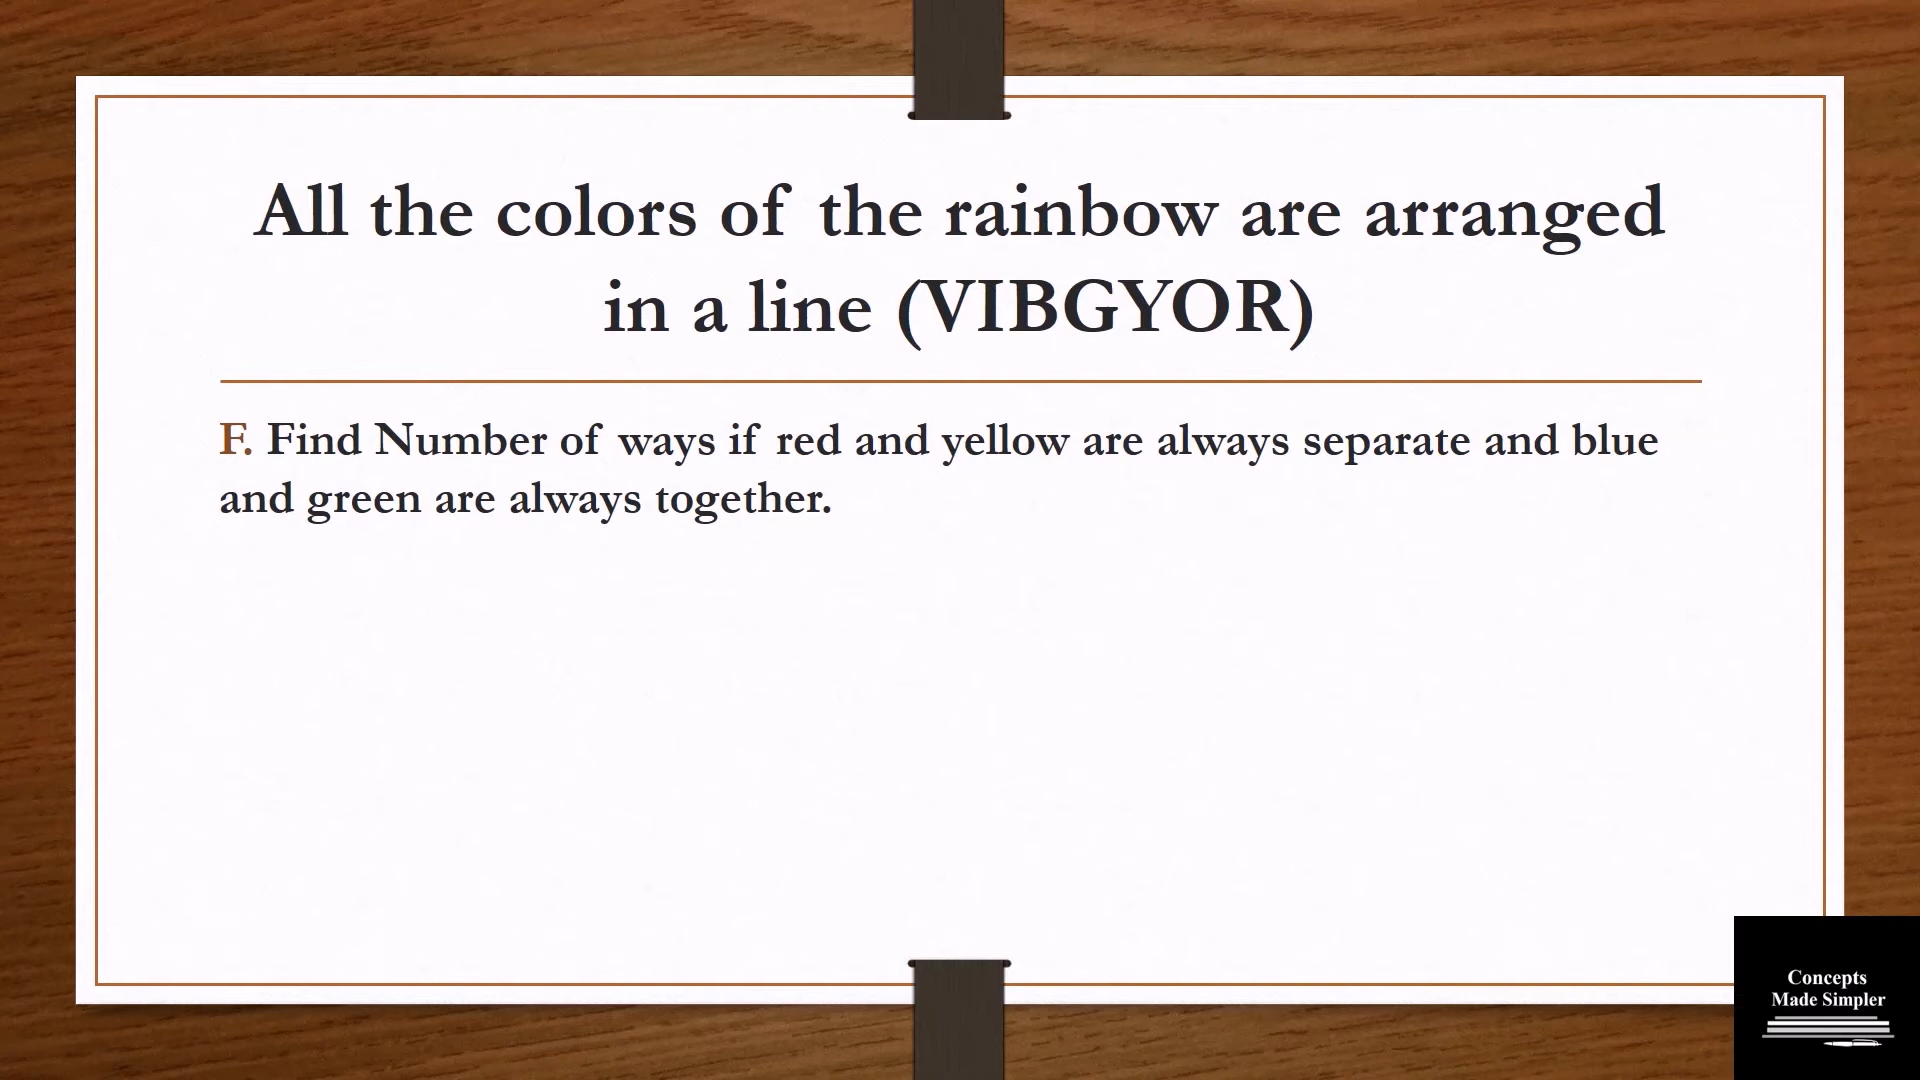 All the colors of the rainbow are arranged
in a line (VIBGYOR)
F. Find Number of ways if red and yellow are always separate and blue
and green are always together.
Concepts
Made Simpler